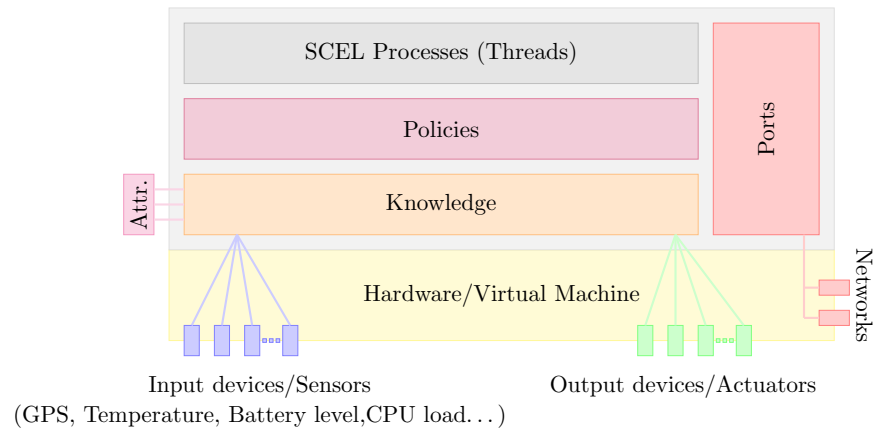 SCEL Processes (Threads)
Policies
Ports
Attr.
Knowledge
Hardware/Virtual Machine
Networks
Input devices/Sensors
(GPS, Temperature, Battery level,CPU load...)
Output devices/Actuators